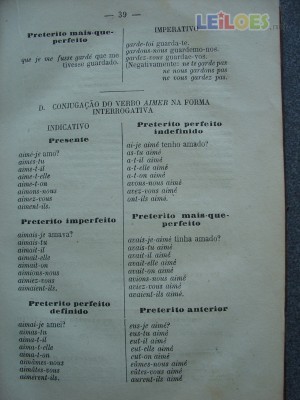 LEiLOES.NET
— 39 —
Preterito mais-que-perfeito
que je me fusse gardé que me
tivesse guardado.
IMPERATIVO
garde-toi guarda-te.
gardons-nous guardemo-nos.
gardez-vous guardae-vos.
(Negativamente: ne te garde pas
ne nous gardons pas
ne vous gardez pas).
D. CONJUGAÇÃO DO VERBO AIMER NA FORMA
INTERROGATIVA
INDICATIVO
Presente
aimé-je amo?
aimes-tu
aime-t-il
aime-t-elle
aime-t-on
aimons-nous
aimez-vous
aiment-ils.
Preterito imperfeito
aimais-je amava?
aimais-tu
aimait-il
aimait-elle
aimait-on
aimions-nous
aimiez-vous
aimaient-ils.
Preterito perfeito
definido
aimai-je amei?
aimas-tu
aima-t-il
aima-t-elle
aima-t-on
aimâmes-nous
aimâtes-vous
aimèrent-ils.
Preterito perfeito
indefinido
ai-je aimé tenho amado?
as-tu aimé
a-t-il aimé
a-t-elle aimé
a-t-on aimé
avons-nous aimé
avez-vous aimé
ont-ils aimé.
Preterito mais-que-
perfeito
avais-je aimé tinha amado?
avais-tu aimé
avait-il aimé
avait-elle aimé
avait-on aimé
avions-nous aimé
aviez-vous aimé
avaient-ils aimé.
Preterito anterior
eus-je aimé?
eus-tu aimé
eut-il aimé
eut-elle aimé
eut-on aimé
eûmes-nous aimé
eûtes-vous aimé
eurent-ils aimé